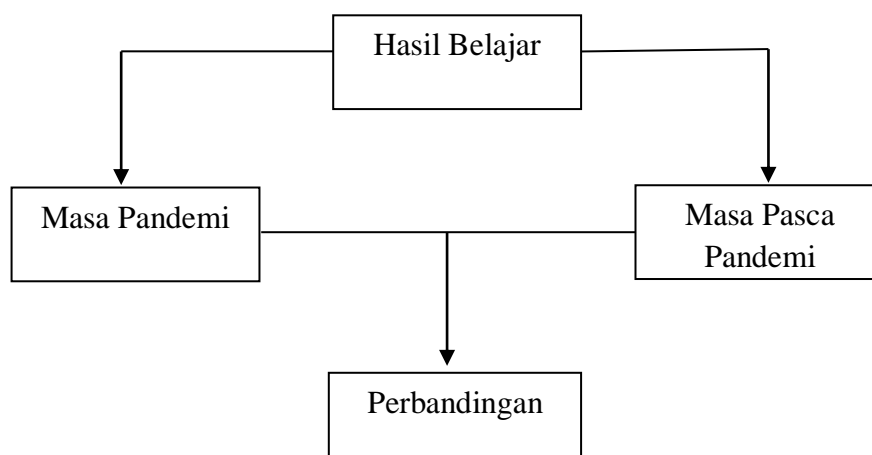 Hasil Belajar
Masa Pandemi
Masa Pasca
Pandemi
Perbandingan